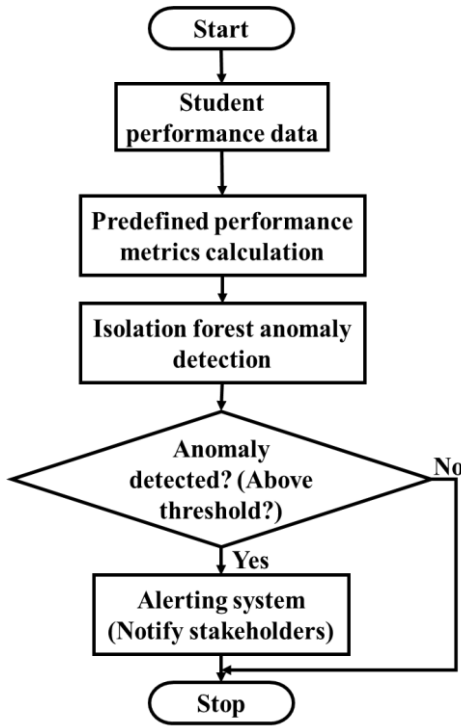 Start
Student
performance data
Predefined performance
metrics calculation
Isolation forest anomaly
detection
Anomaly
detected? (Above
threshold?)
No
Yes
Alerting system
(Notify stakeholders)
Stop